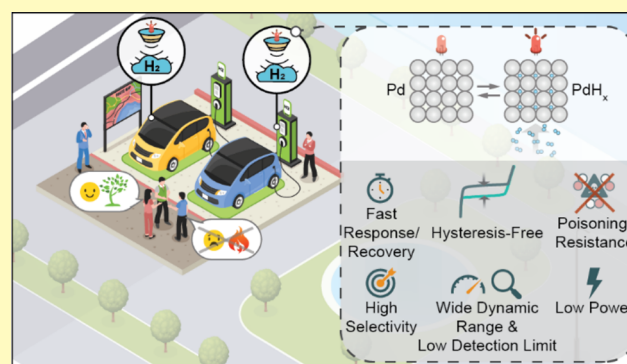 H₂
H₂
Pd
PdHₓ
Fast
Response/
Recovery
Hysteresis-Free
Poisoning
Resistance
High
Selectivity
Wide Dynamic
Range &
Low Detection Limit
Low Power